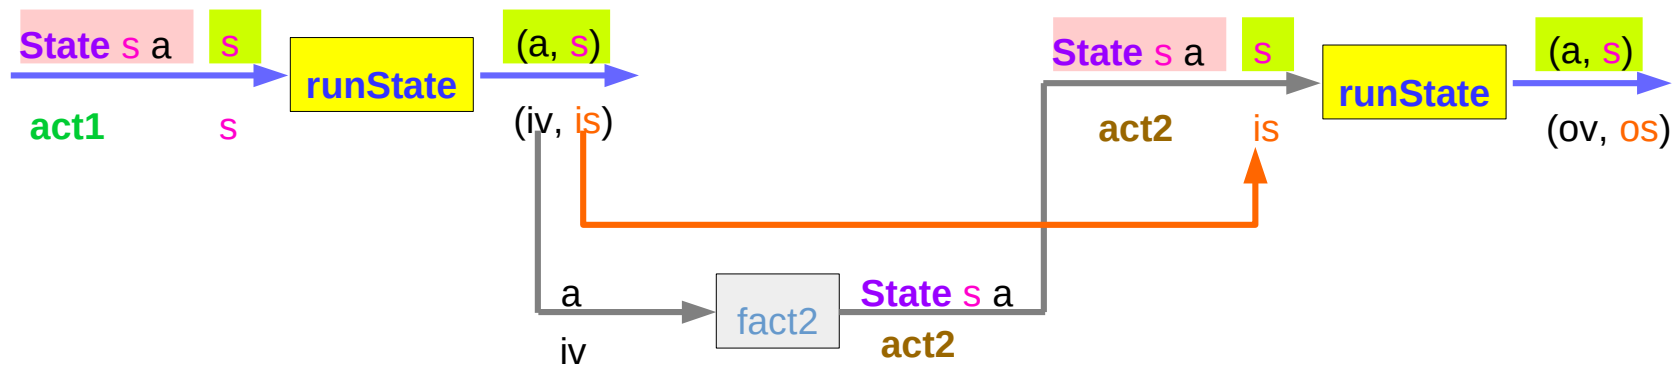 State s a s (a, s) State s a s (a, s)
runState runState
act1 s (iv, is) act2 is (ov, os)
a State s a
fact2
iv act2